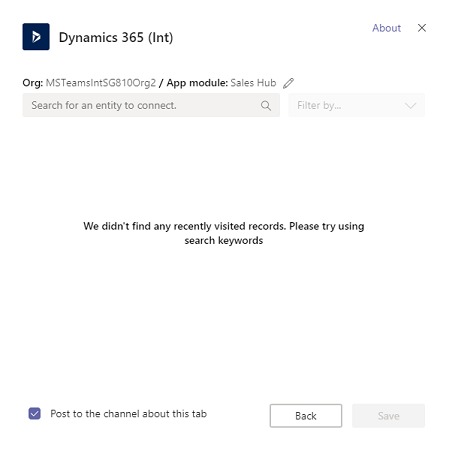 Dynamics 365 (Int)
About
Org: MSTeamsIntSG810Org2 / App module: Sales Hub
Search for an entity to connect.
Filter by...
We didn't find any recently visited records. Please try using
search keywords
Post to the channel about this tab
Back
Save